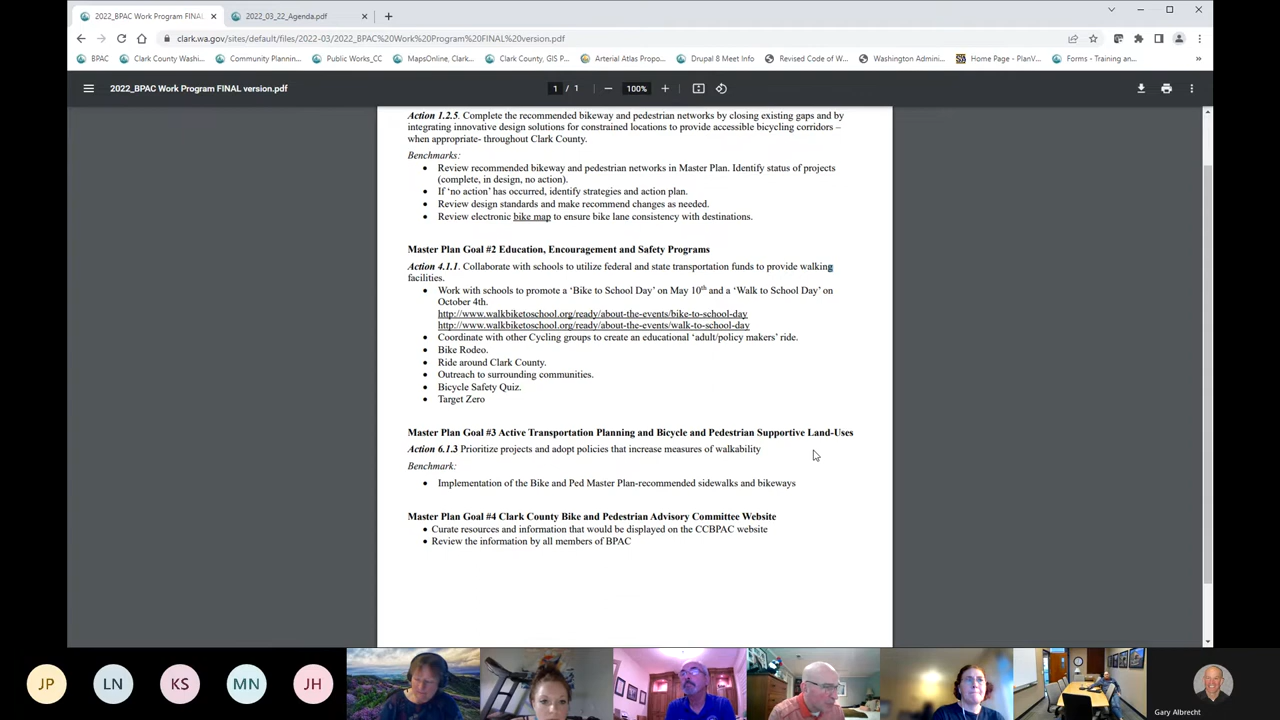 2022_BPAC Work Program FINAL
2022_03_22_Agenda.pdf
clark.wa.gov/sites/default/files/2022-03/2022_BPAC%20Work%20Program%20FINAL%20version.pdf
BPAC
Clark County Washi...
Community Plannin...
Public Works_CC
MapsOnline, Clark...
Clark County, GIS P...
Arterial Atlas Propo...
Drupal 8 Meet Info
Revised Code of W...
Washington Admini...
Home Page - PlanV...
Forms - Training an...
»
2022_BPAC Work Program FINAL version.pdf
1 / 1
100%
Action 1.2.5. Complete the recommended bikeway and pedestrian networks by closing existing gaps and by
integrating innovative design solutions for constrained locations to provide accessible bicycling corridors –
when appropriate- throughout Clark County.
Benchmarks:
• Review recommended bikeway and pedestrian networks in Master Plan. Identify status of projects
(complete, in design, no action).
• If ‘no action’ has occurred, identify strategies and action plan.
• Review design standards and make recommend changes as needed.
• Review electronic bike map to ensure bike lane consistency with destinations.
Master Plan Goal #2 Education, Encouragement and Safety Programs
Action 4.1.1. Collaborate with schools to utilize federal and state transportation funds to provide walking
facilities.
• Work with schools to promote a ‘Bike to School Day’ on May 10th and a ‘Walk to School Day’ on
October 4th.
http://www.walkbiketoschool.org/ready/about-the-events/bike-to-school-day
http://www.walkbiketoschool.org/ready/about-the-events/walk-to-school-day
• Coordinate with other Cycling groups to create an educational ‘adult/policy makers’ ride.
• Bike Rodeo.
• Ride around Clark County.
• Outreach to surrounding communities.
• Bicycle Safety Quiz.
• Target Zero
Master Plan Goal #3 Active Transportation Planning and Bicycle and Pedestrian Supportive Land-Uses
Action 6.1.3 Prioritize projects and adopt policies that increase measures of walkability
Benchmark:
• Implementation of the Bike and Ped Master Plan-recommended sidewalks and bikeways
Master Plan Goal #4 Clark County Bike and Pedestrian Advisory Committee Website
• Curate resources and information that would be displayed on the CCBPAC website
• Review the information by all members of BPAC
JP
LN
KS
MN
JH
Gary Albrecht